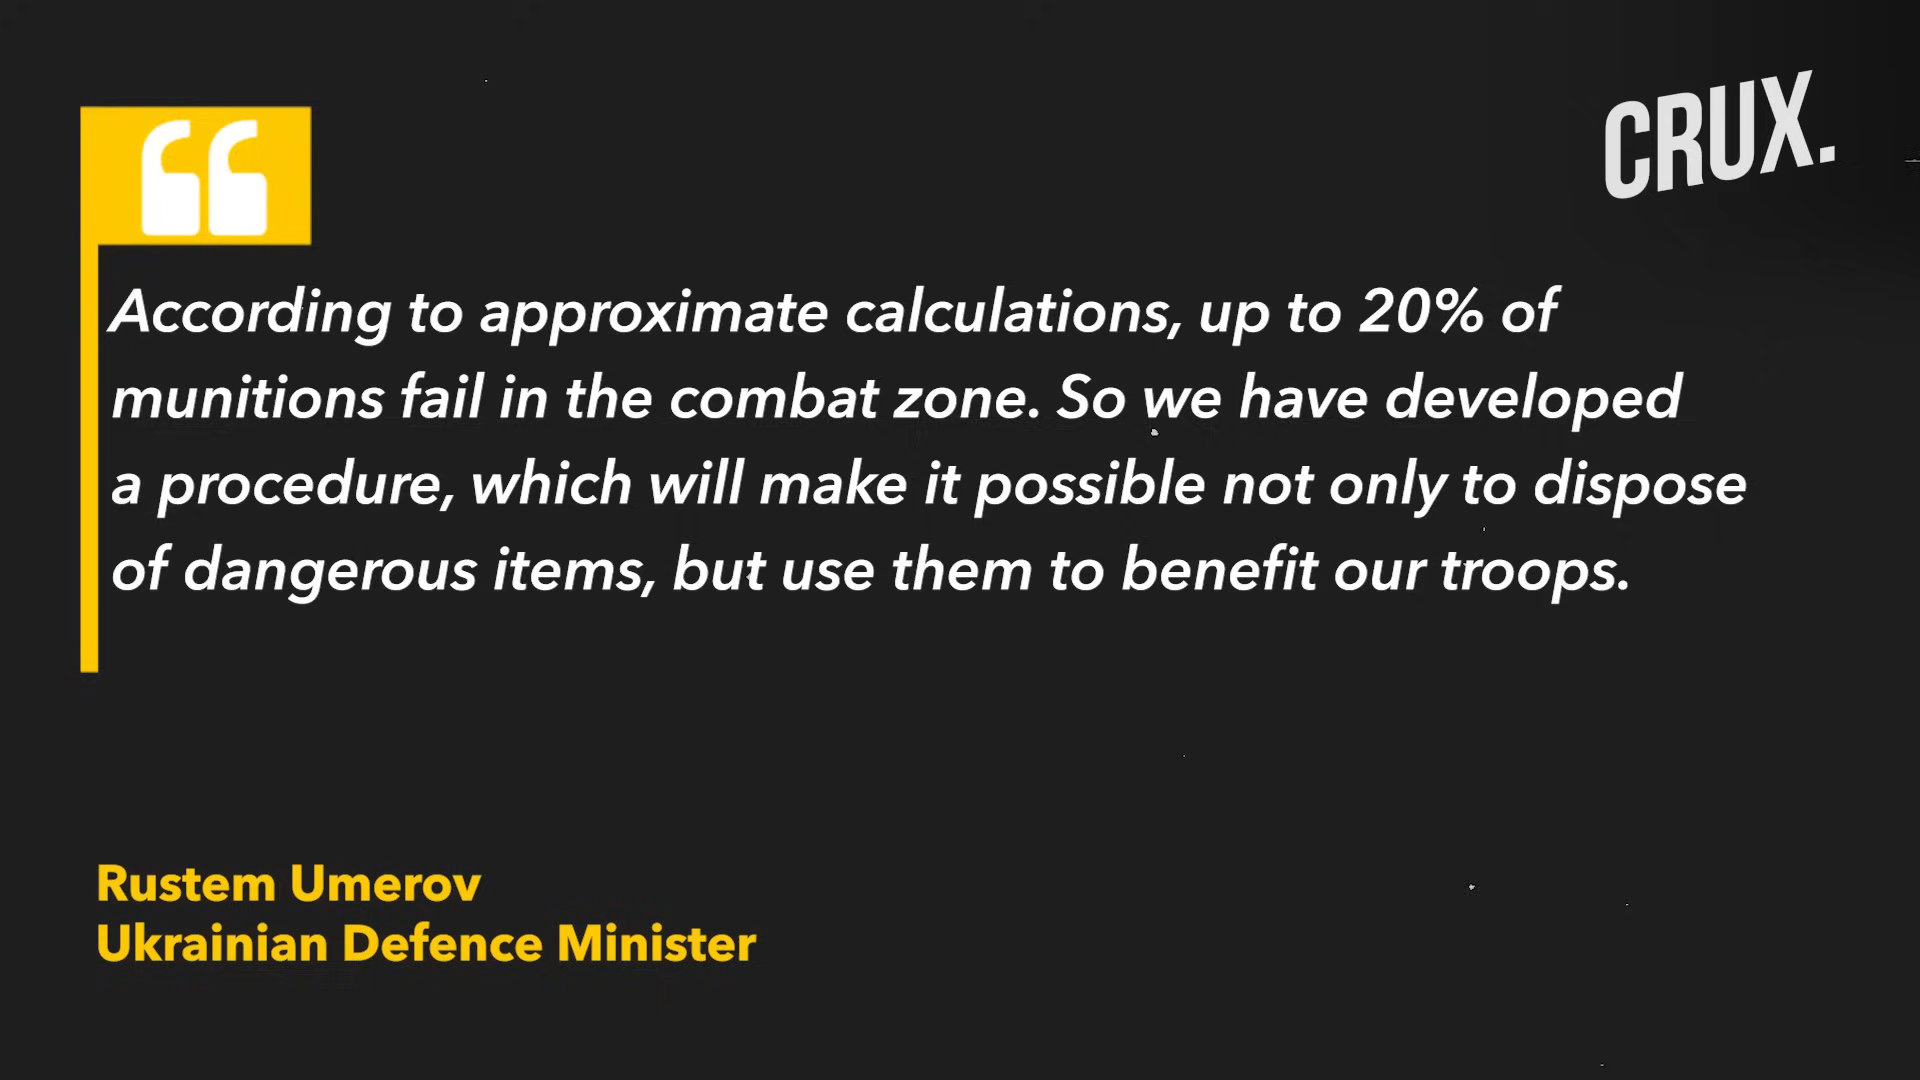 CRUX.
According to approximate calculations, up to 20% of
munitions fail in the combat zone. So we have developed
a procedure, which will make it possible not only to dispose
of dangerous items, but use them to benefit our troops.
Rustem Umerov
Ukrainian Defence Minister